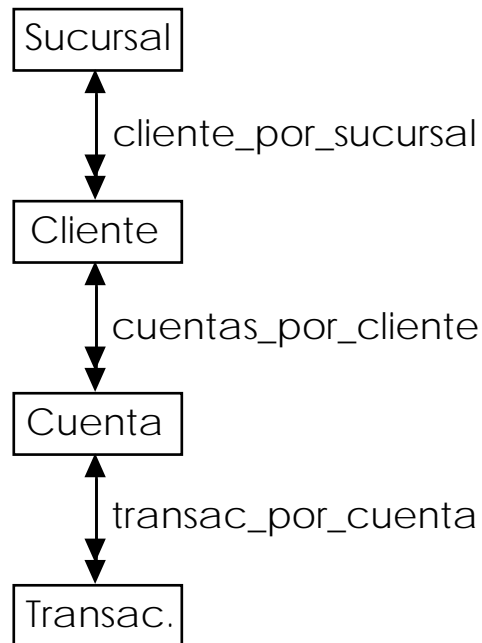 Sucursal
cliente_por_sucursal
Cliente
cuentas_por_cliente
Cuenta
transac_por_cuenta
Transac.